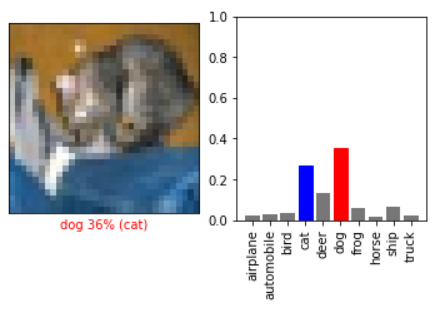 dog 36% (cat)
1.0
0.8
0.6
0.4
0.2
0.0
airplane
automobile
bird
cat
deer
dog
frog
horse
ship
truck